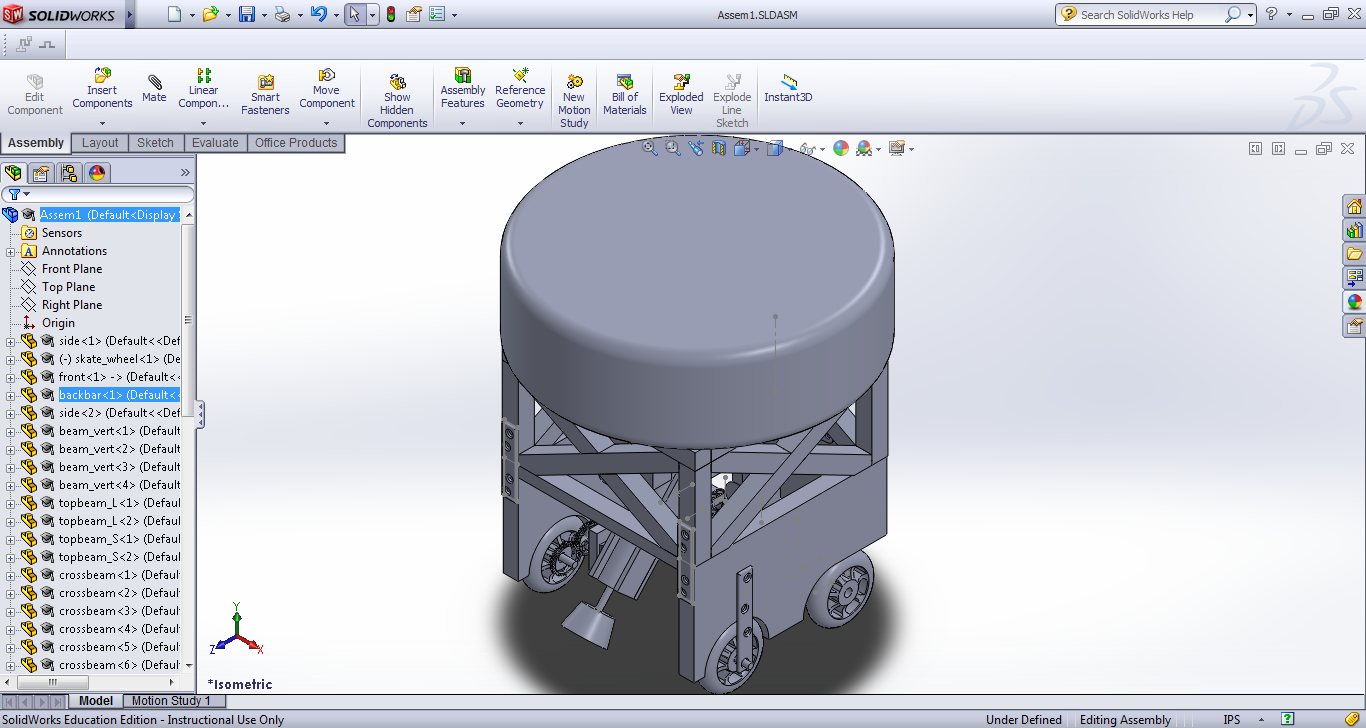 SOLIDWORKS
Assem1.SLDASM
Search SolidWorks Help
Edit
Component
Insert
Components
Mate
Linear
Compon...
Smart
Fasteners
Move
Component
Show
Hidden
Components
Assembly
Features
Reference
Geometry
New
Motion
Study
Bill of
Materials
Exploded
View
Explode
Line
Sketch
Instant3D
Assembly
Layout
Sketch
Evaluate
Office Products
Assem1 (Default<Display
Sensors
Annotations
Front Plane
Top Plane
Right Plane
Origin
side<1> (Default<<Def
(-) skate_wheel<1> (De
front<1> -> (Default<<
backbar<1> (Default<<
side<2> (Default<<Def
beam_vert<1> (Default
beam_vert<2> (Default
beam_vert<3> (Default
beam_vert<4> (Default
topbeam_L<1> (Defaul
topbeam_L<2> (Defaul
topbeam_S<1> (Defaul
topbeam_S<2> (Defaul
crossbeam<1> (Defaul
crossbeam<2> (Defaul
crossbeam<3> (Defaul
crossbeam<4> (Defaul
crossbeam<5> (Defaul
crossbeam<6> (Defaul
Y
Z
X
*Isometric
Model
Motion Study 1
SolidWorks Education Edition - Instructional Use Only
Under Defined
Editing Assembly
IPS